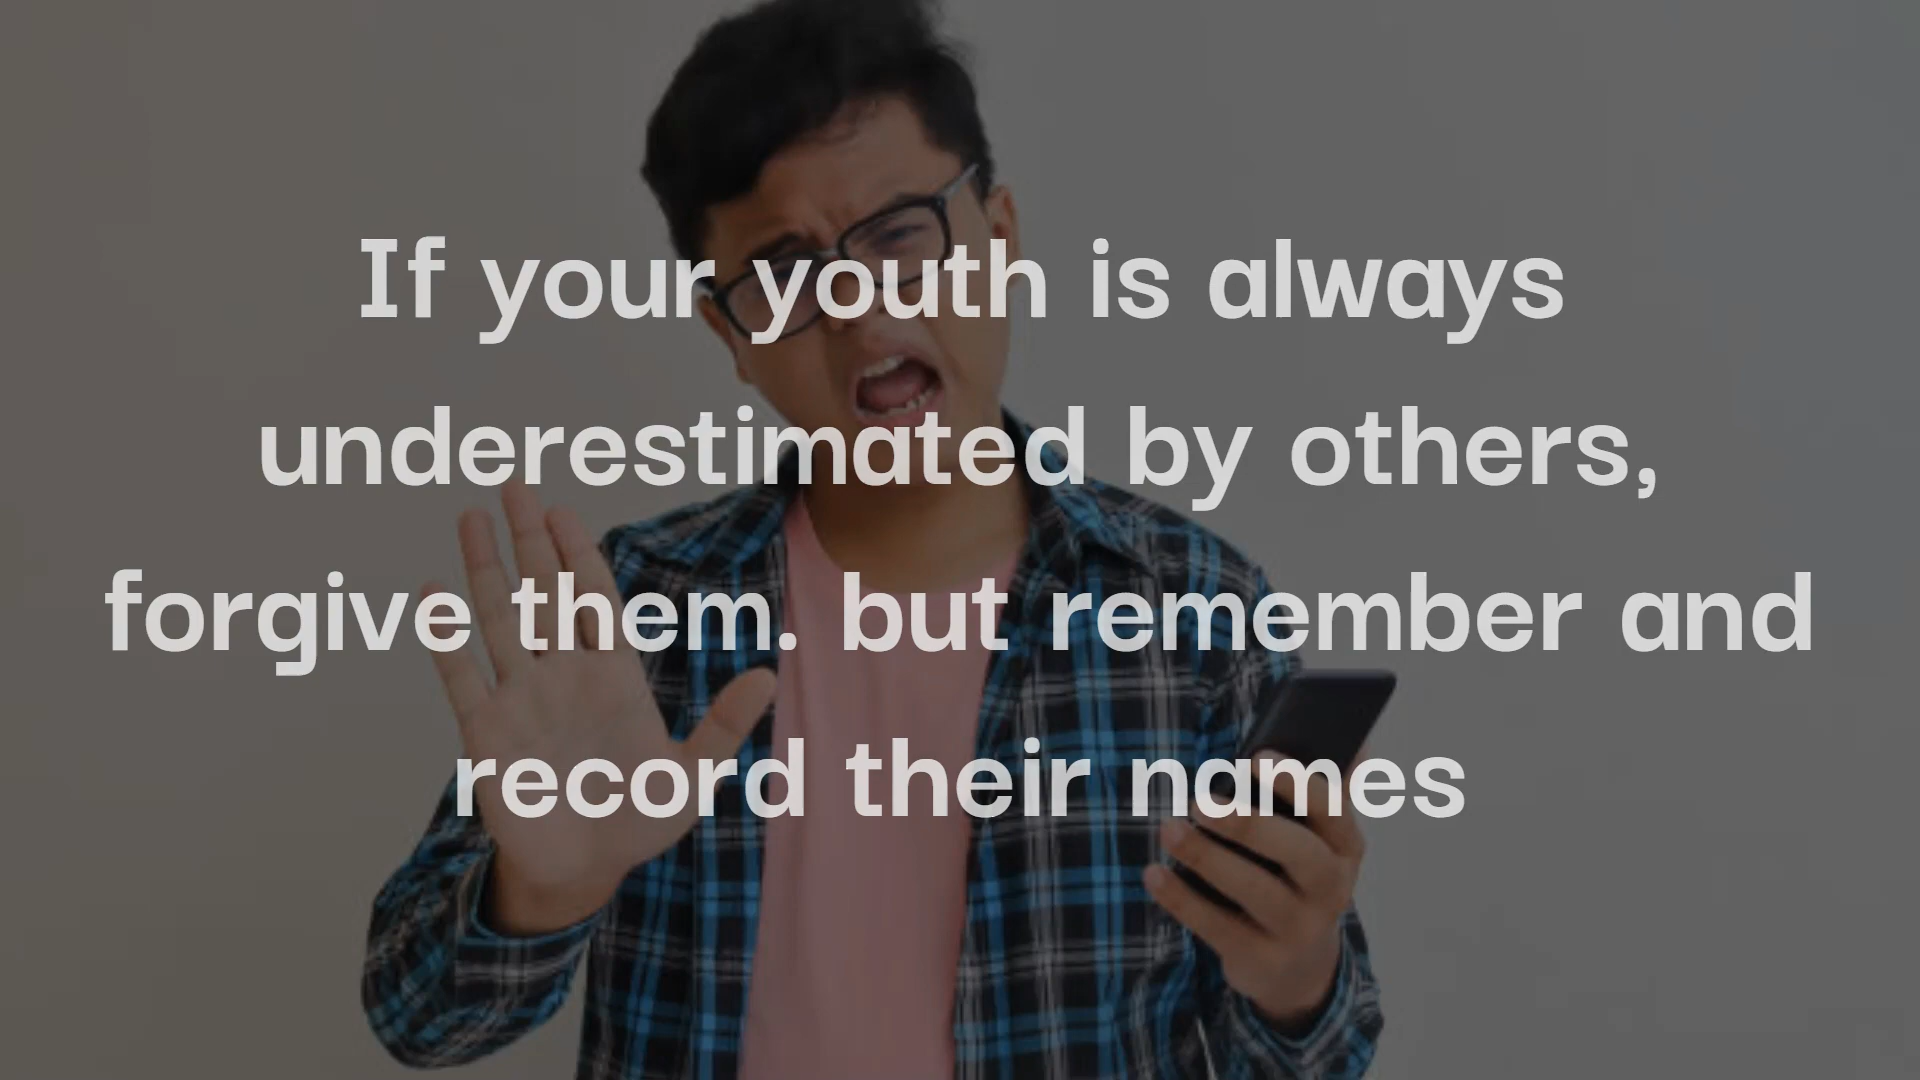 If your youth is always
underestimated by others,
forgive them. but remember and
record their names